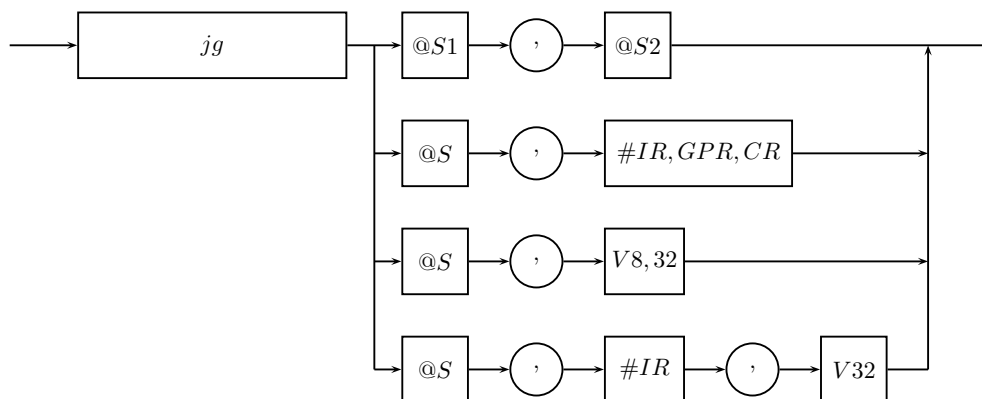 jg @S1 , @S2
@S , #IR, GPR, CR
@S , V8, 32
@S , #IR , V32